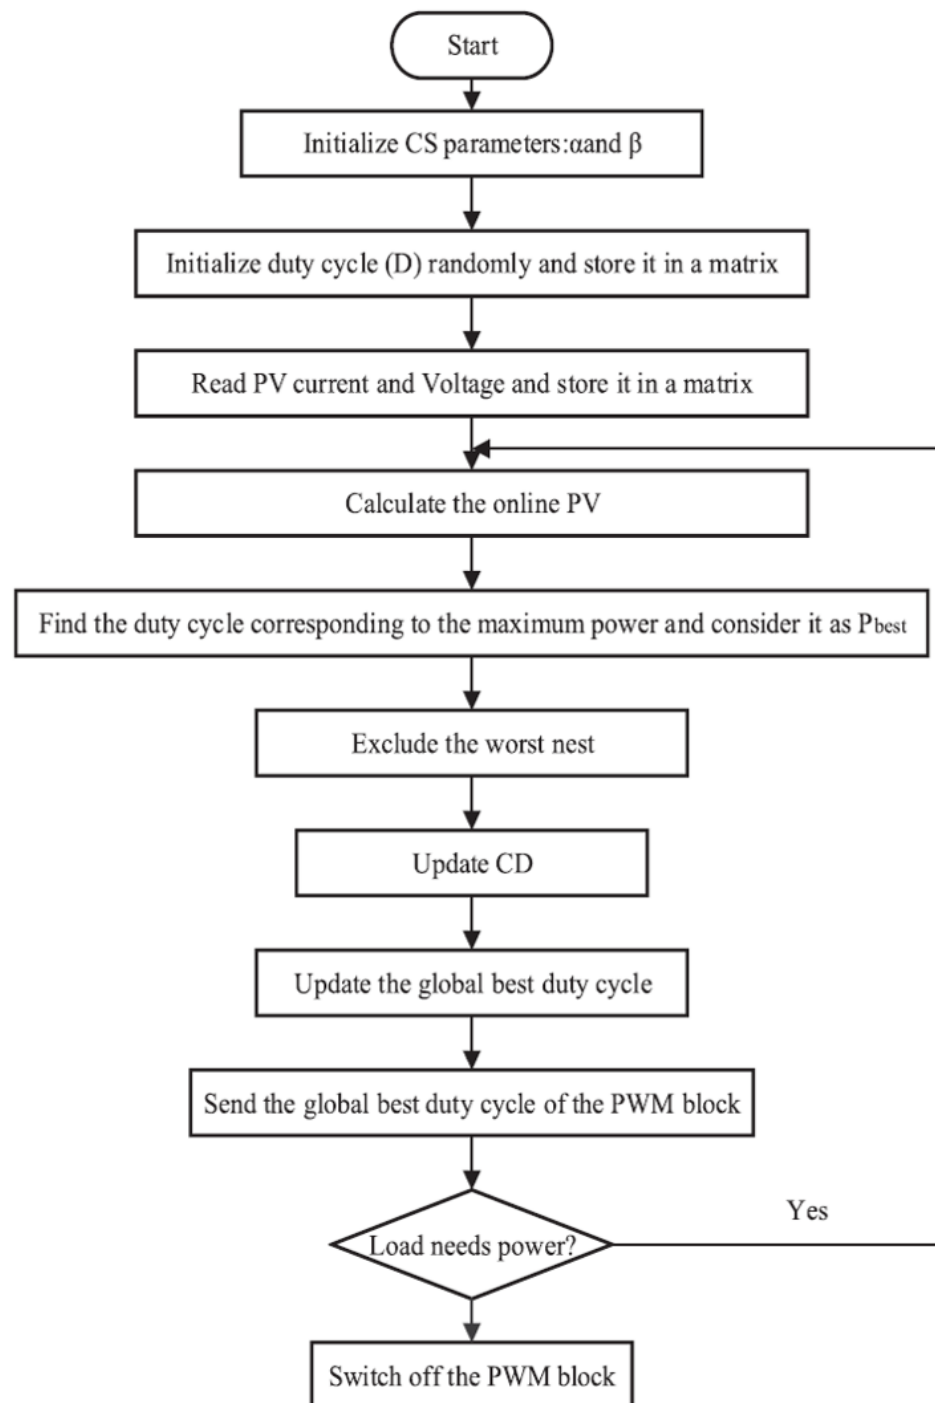 Start
Initialize CS parameters:αand β
Initialize duty cycle (D) randomly and store it in a matrix
Read PV current and Voltage and store it in a matrix
Calculate the online PV
Find the duty cycle corresponding to the maximum power and consider it as Pbest
Exclude the worst nest
Update CD
Update the global best duty cycle
Send the global best duty cycle of the PWM block
Yes
Load needs power?
Switch off the PWM block